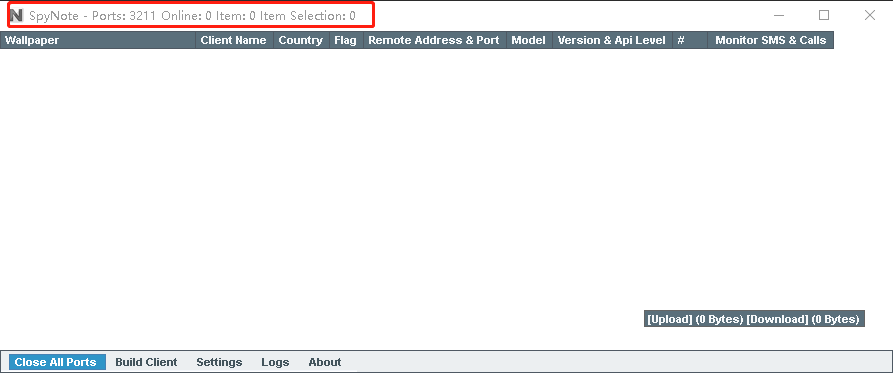 SpyNote - Ports: 3211 Online: 0 Item: 0 Item Selection: 0
Wallpaper Client Name Country Flag Remote Address & Port Model Version & Api Level # Monitor SMS & Calls
[Upload] (0 Bytes) [Download] (0 Bytes)
Close All Ports Build Client Settings Logs About